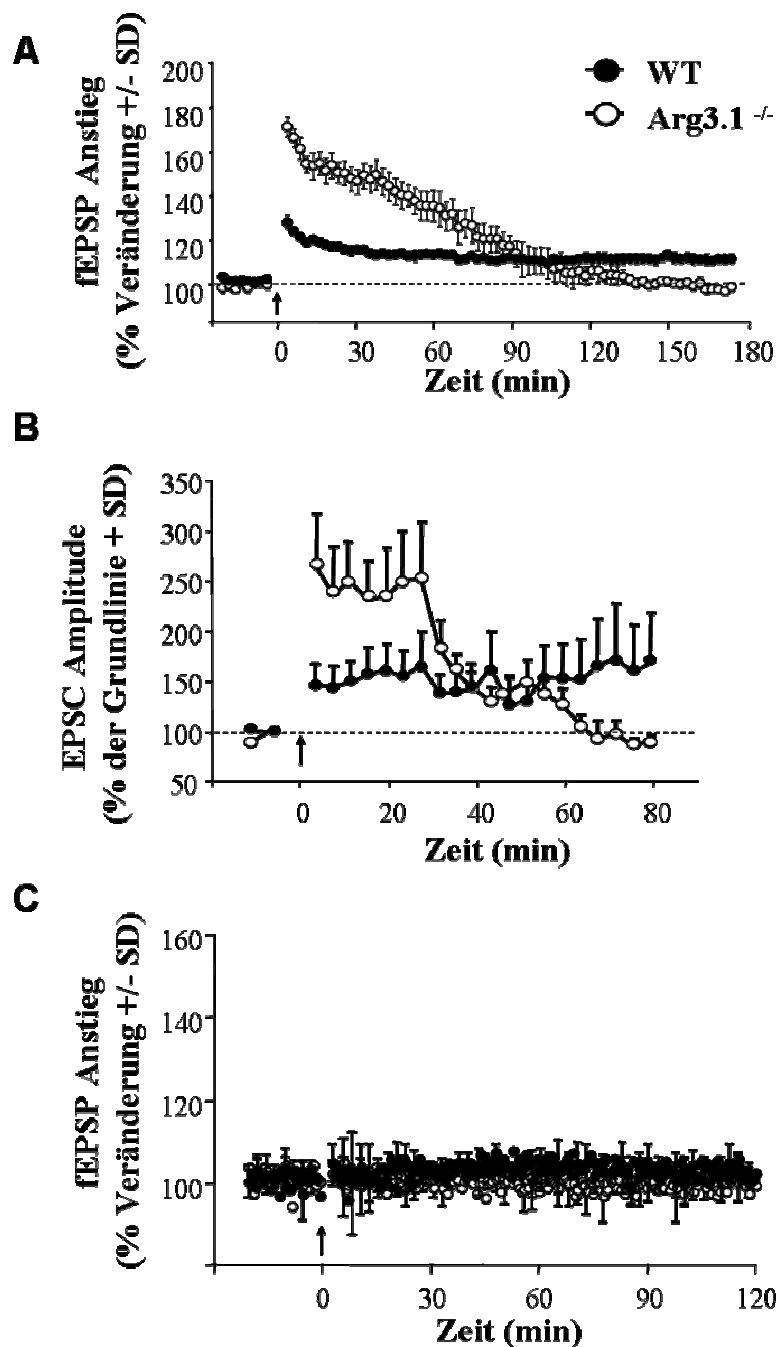 A
fEPSP Anstieg
(% Veränderung +/- SD)
200
180
160
140
120
100
WT
Arg3.1 -/-
0 30 60 90 120 150 180
Zeit (min)
B
EPSC Amplitude
(% der Grundlinie + SD)
350
300
250
200
150
100
50
0 20 40 60 80
Zeit (min)
C
fEPSP Anstieg
(% Veränderung +/- SD)
160
140
120
100
0 30 60 90 120
Zeit (min)